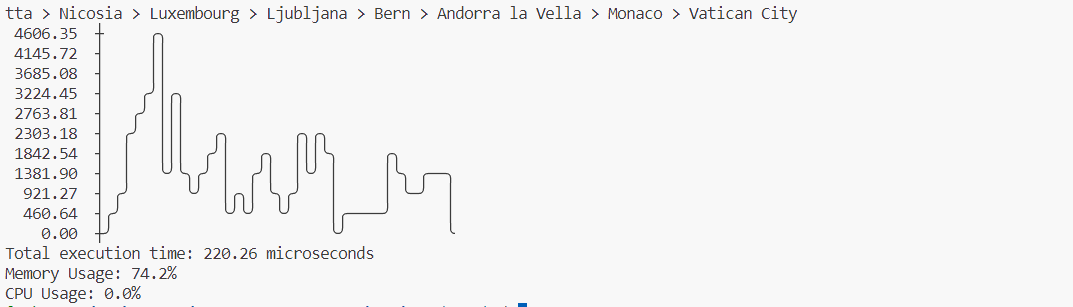 tta > Nicosia > Luxembourg > Ljubljana > Bern > Andorra la Vella > Monaco > Vatican City
4606.35
4145.72
3685.08
3224.45
2763.81
2303.18
1842.54
1381.90
921.27
460.64
0.00
Total execution time: 220.26 microseconds
Memory Usage: 74.2%
CPU Usage: 0.0%